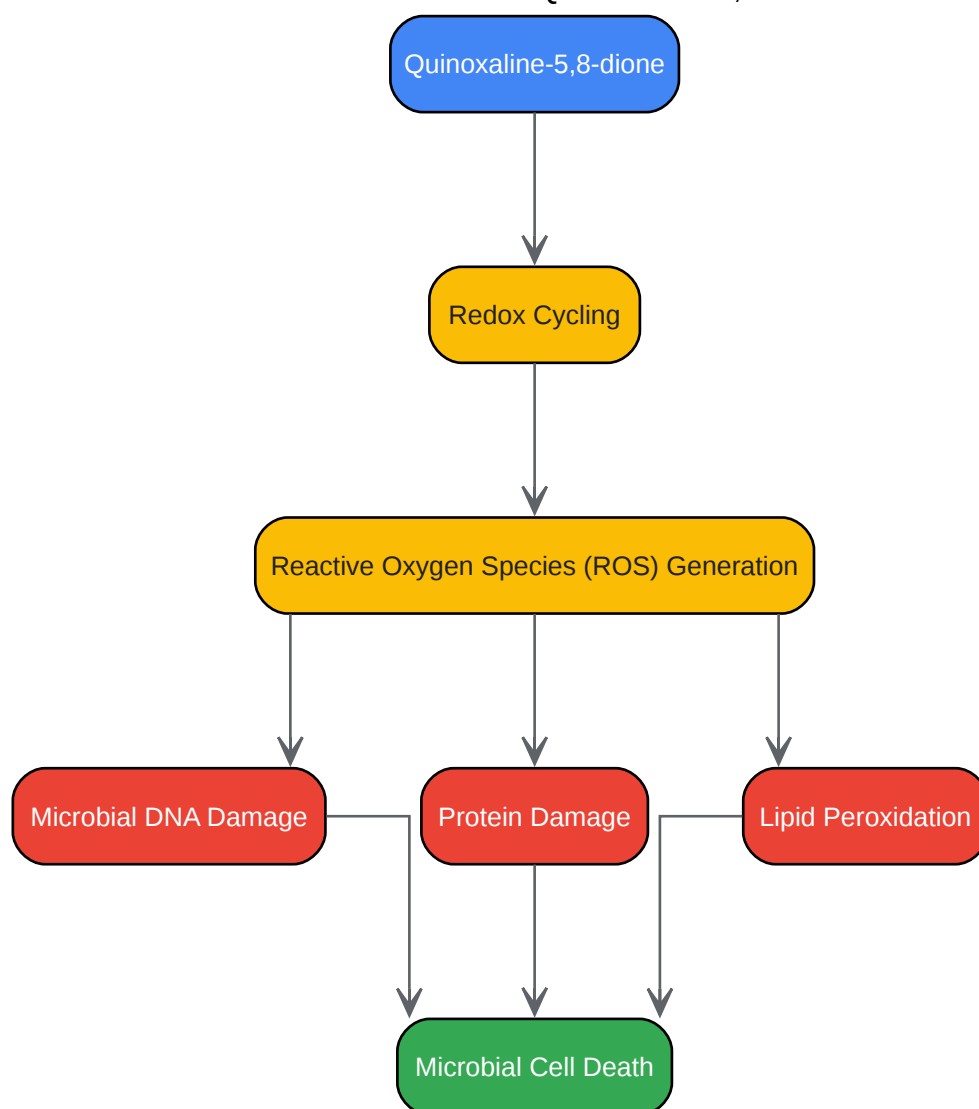 Quinoxaline-5,8-dione
Redox Cycling
Reactive Oxygen Species (ROS) Generation
Microbial DNA Damage
Protein Damage
Lipid Peroxidation
Microbial Cell Death